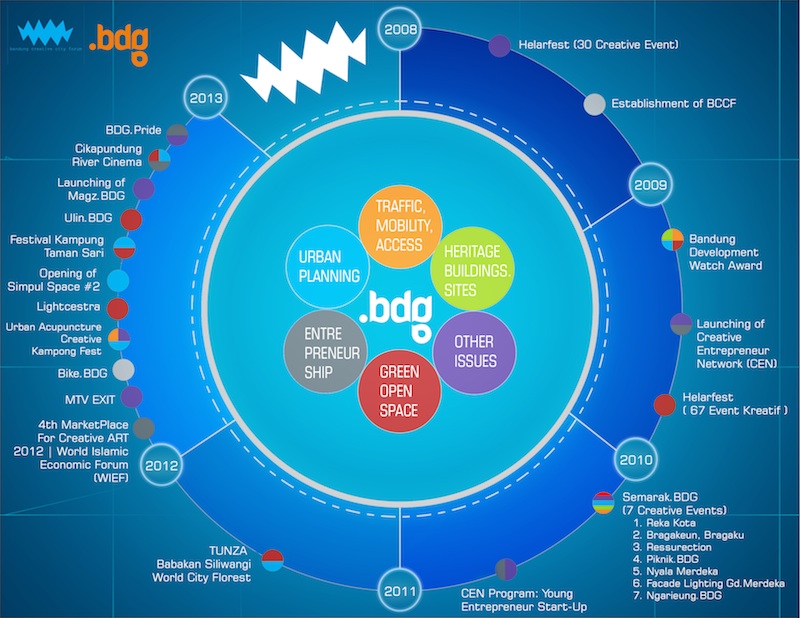 Bandung creative city forum
.bdg
2008
Helarfest (30 Creative Event)
Establishment of BCCF
2009
Bandung
Development
Watch Award
Launching of
Creative
Entrepreneur
Network (CEN)
Helarfest
( 67 Event Kreatif )
2010
Semarak.BDG
(7 Creative Events)
1. Reka Kota
2. Bragakeun, Bragaku
3. Ressurection
4. Piknik.BDG
5. Nyala Merdeka
6. Facade Lighting Gd.Merdeka
7. Ngarieung.BDG
CEN Program: Young
Entrepreneur Start-Up
2011
TUNZA
Babakan Siliwangi
World City Florest
2012
4th MarketPlace
For Creative ART
2012 | World Islamic
Economic Forum
(WIEF)
MTV EXIT
Bike.BDG
Urban Acupuncture
Creative
Kampong Fest
Lightcestra
Opening of
Simpul Space #2
Festival Kampung
Taman Sari
Ulin.BDG
Launching of
Magz.BDG
Cikapundung
River Cinema
BDG.Pride
2013
TRAFFIC,
MOBILITY,
ACCESS
HERITAGE
BUILDINGS.
SITES
OTHER
ISSUES
GREEN
OPEN
SPACE
ENTRE
PRENEUR
SHIP
URBAN
PLANNING
.bdg